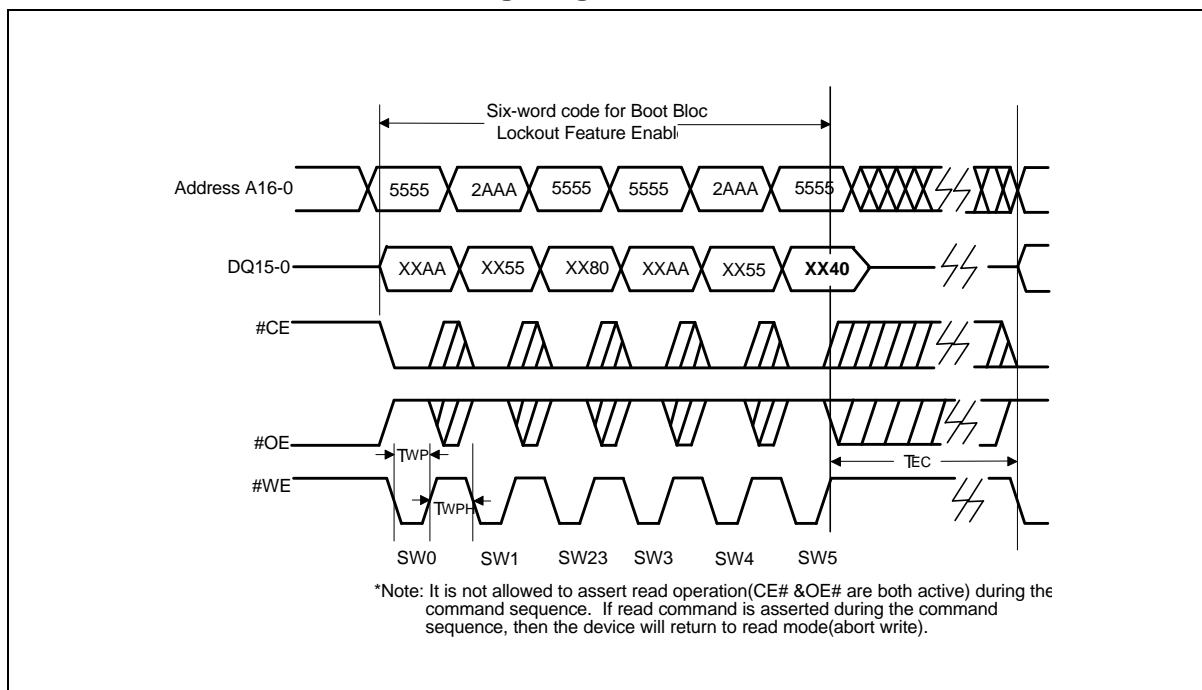 Six-word code for Boot Bloc
Lockout Feature Enabl
Address A16-0
5555 2AAA 5555 5555 2AAA 5555
DQ15-0
XXAA XX55 XX80 XXAA XX55 XX40
#CE
#OE
TWP
TEC
#WE
TWPH
SW0 SW1 SW23 SW3 SW4 SW5
*Note: It is not allowed to assert read operation(CE# &OE# are both active) during the
command sequence. If read command is asserted during the command
sequence, then the device will return to read mode(abort write).